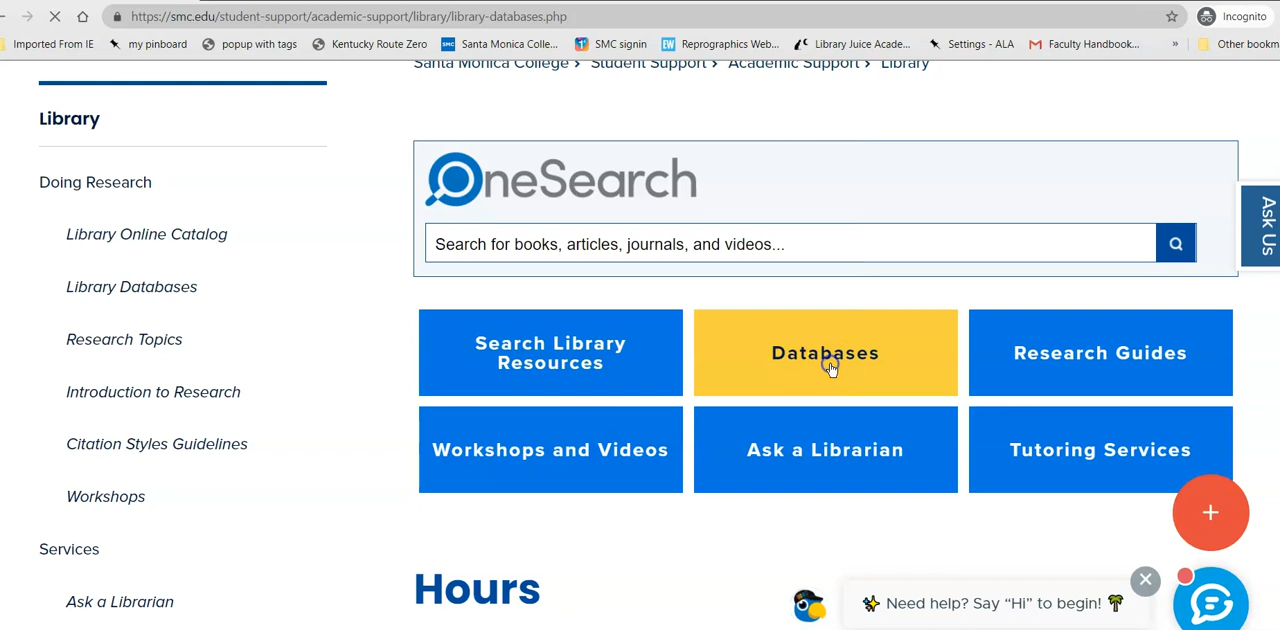 https://smc.edu/student-support/academic-support/library/library-databases.php
Incognito
Imported From IE
my pinboard
popup with tags
Kentucky Route Zero
SMC
Santa Monica Colle...
SMC signin
EW
Reprographics Web...
Library Juice Acade...
Settings - ALA
Faculty Handbook...
»
Other bookm
Santa Monica College › Student Support › Academic Support › Library
Library
Doing Research
Library Online Catalog
Library Databases
Research Topics
Introduction to Research
Citation Styles Guidelines
Workshops
Services
Ask a Librarian
OneSearch
Search for books, articles, journals, and videos...
Ask Us
Search Library
Resources
Databases
Research Guides
Workshops and Videos
Ask a Librarian
Tutoring Services
+
Hours
✨ Need help? Say “Hi” to begin! 🌴